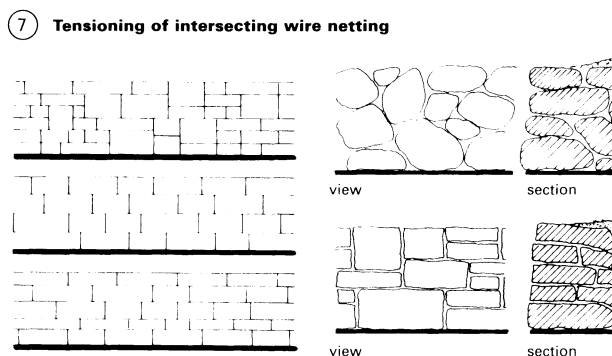 7 Tensioning of intersecting wire netting
view
section
view
section